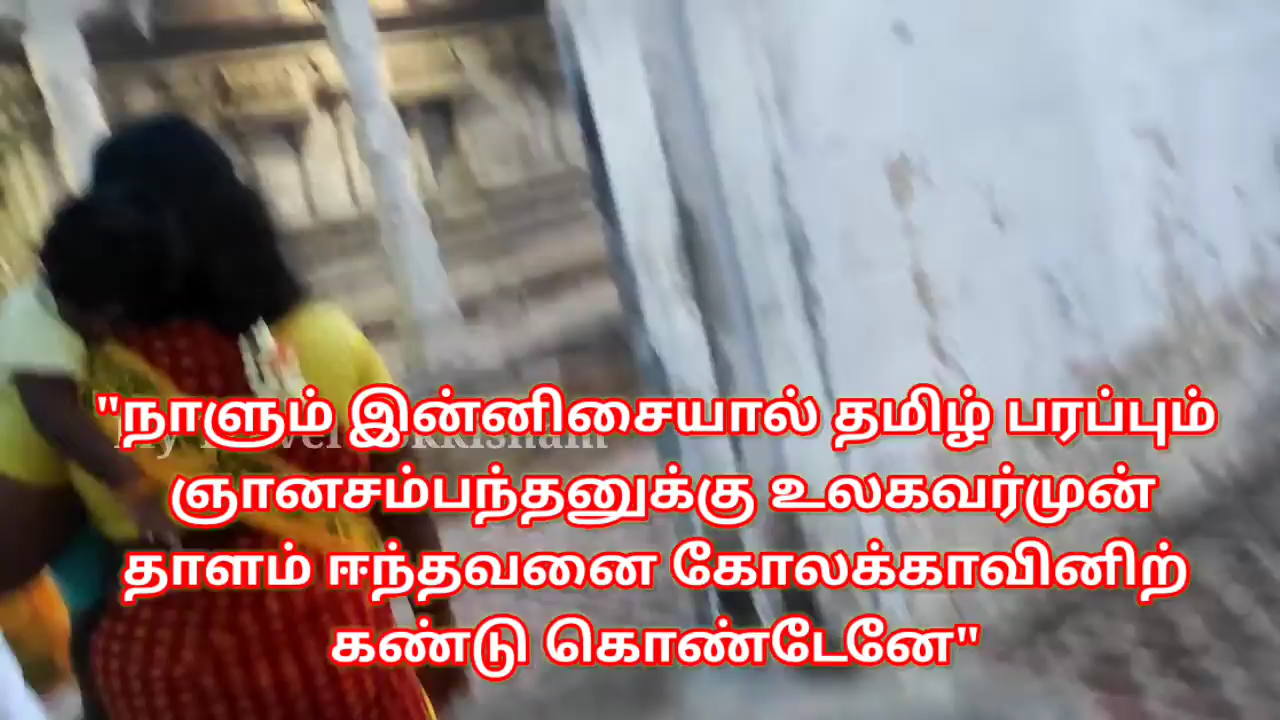 "நாளும் இன்னிசையால் தமிழ் பரப்பும்
ஞானசம்பந்தனுக்கு உலகவர்முன்
தாளம் ஈந்தவனை கோலக்காவினிற்
கண்டு கொண்டேனே"